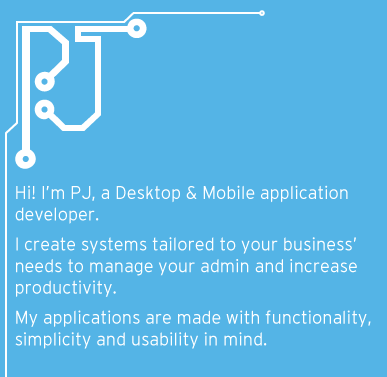 PJ
Hi! I'm PJ, a Desktop & Mobile application
developer.
I create systems tailored to your business'
needs to manage your admin and increase
productivity.
My applications are made with functionality,
simplicity and usability in mind.